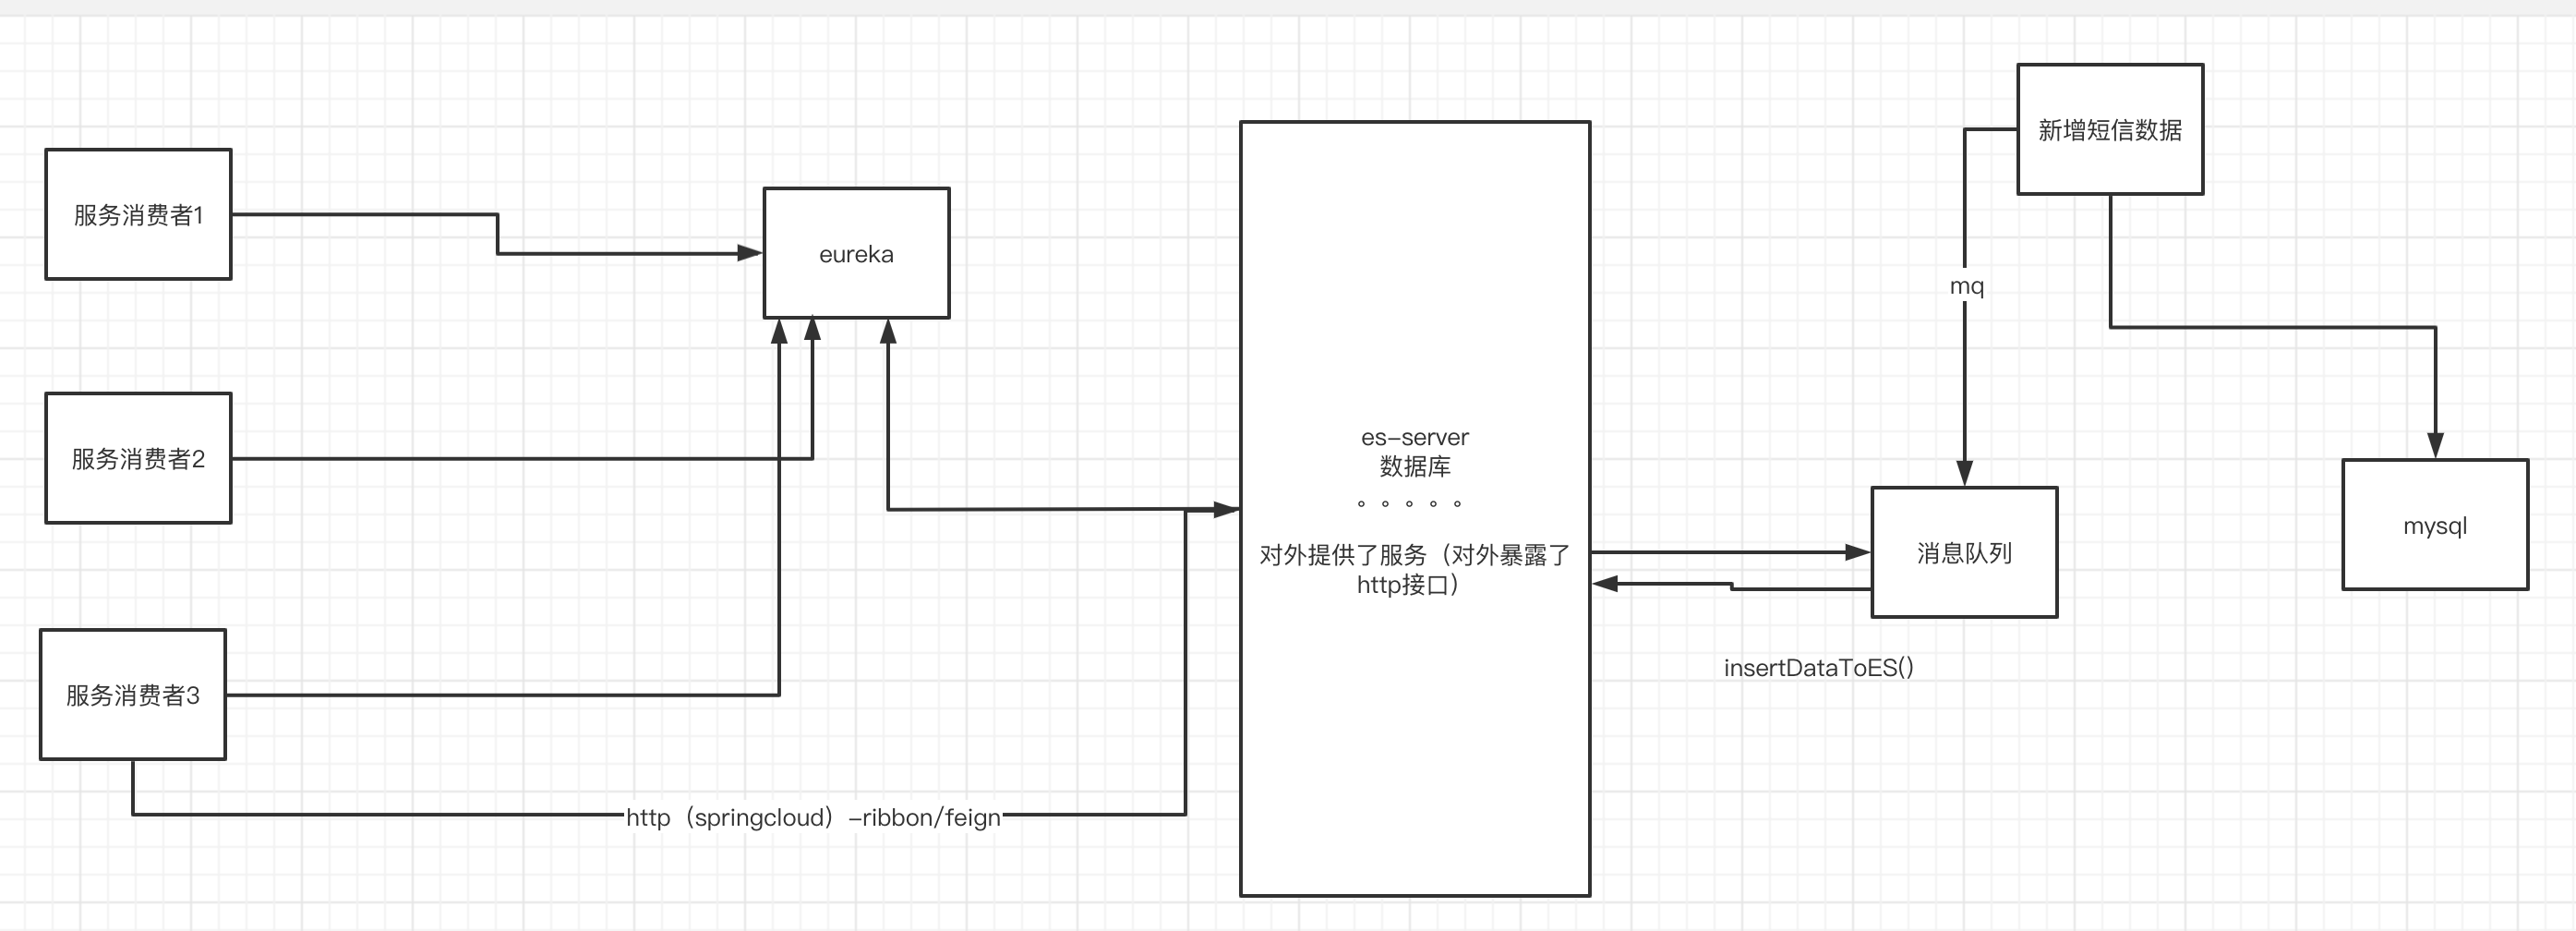 新增短信数据
服务消费者1
eureka
mq
es-server
数据库
。。。。。
对外提供了服务（对外暴露了
http接口）
服务消费者2
mysql
消息队列
insertDataToES()
服务消费者3
http（springcloud）-ribbon/feign